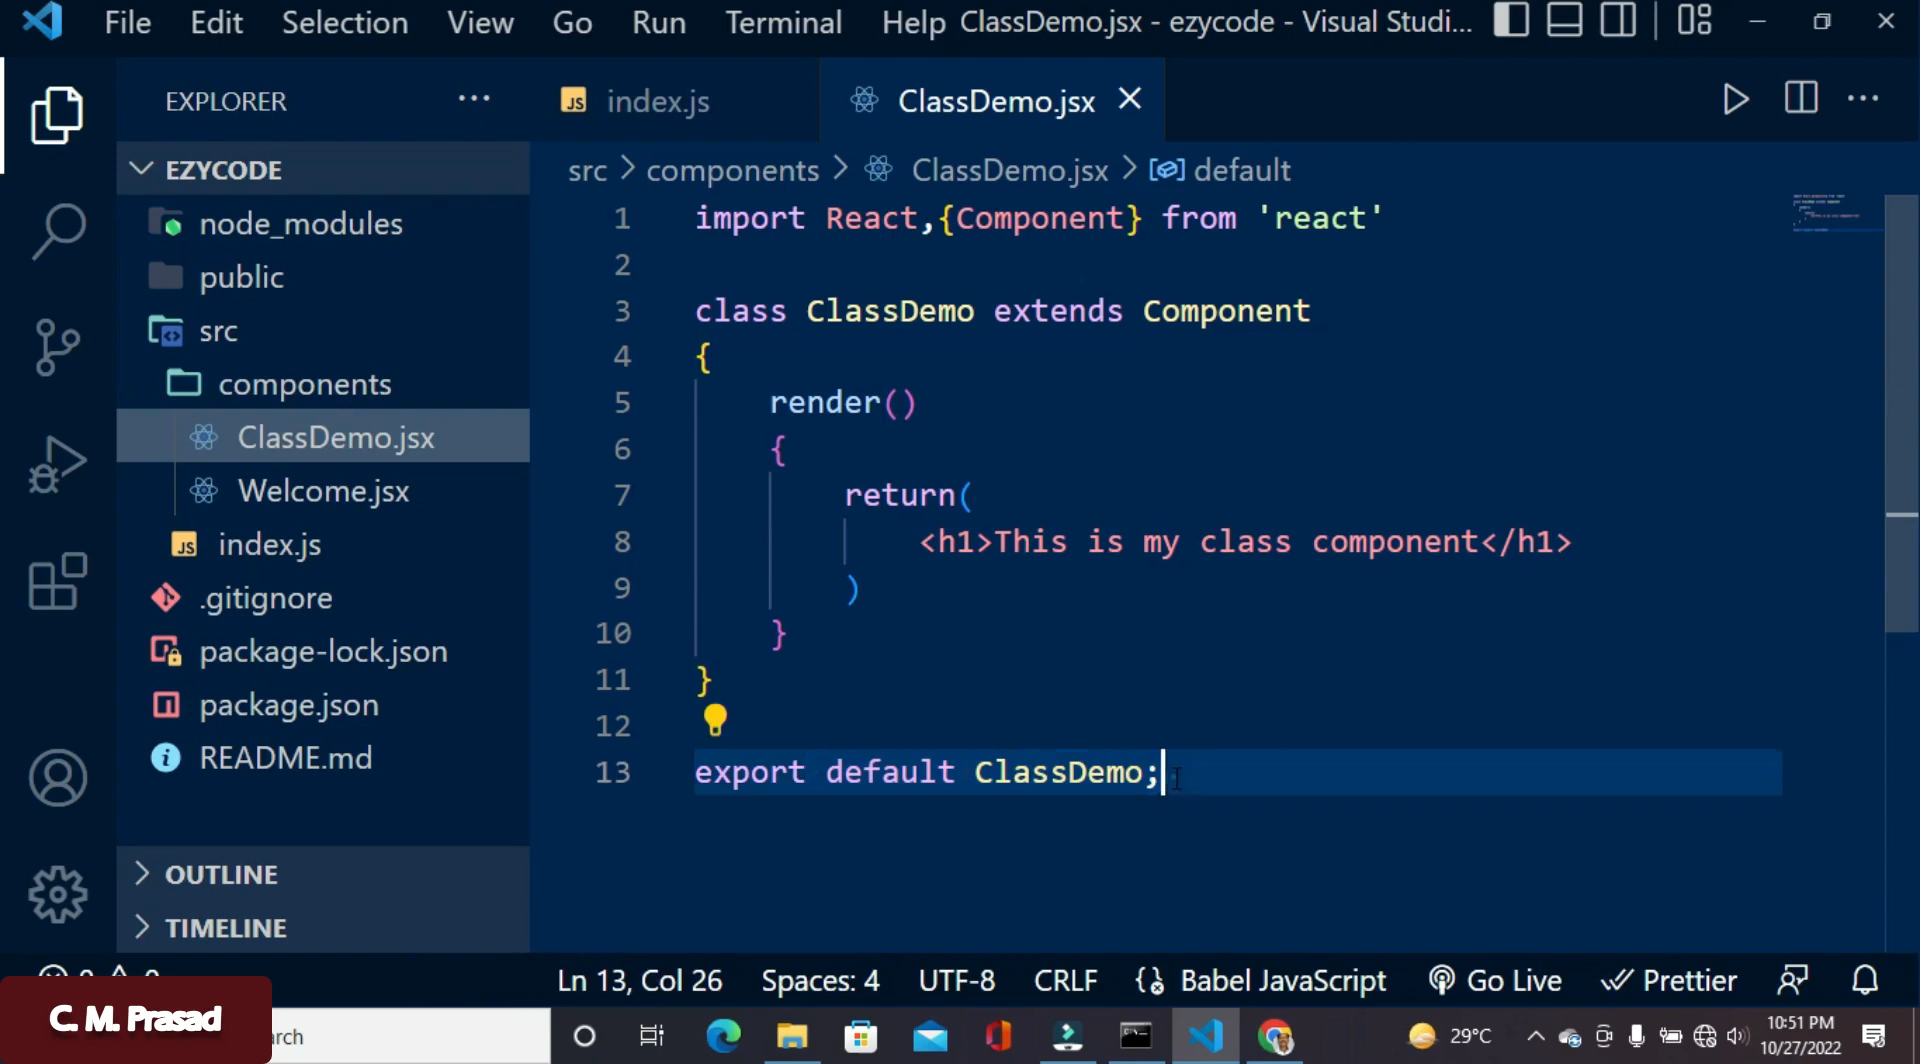 File Edit Selection View Go Run Terminal Help ClassDemo.jsx - ezycode - Visual Studi...
EXPLORER
index.js
ClassDemo.jsx
EZYCODE
node_modules
public
src
components
ClassDemo.jsx
Welcome.jsx
index.js
.gitignore
package-lock.json
package.json
README.md
OUTLINE
TIMELINE
src > components > ClassDemo.jsx > default
1 import React,{Component} from 'react'
2
3 class ClassDemo extends Component
4 {
5 render()
6 {
7 return(
8 <h1>This is my class component</h1>
9 )
10 }
11 }
12
13 export default ClassDemo;
Ln 13, Col 26 Spaces: 4 UTF-8 CRLF Babel JavaScript Go Live Prettier
C. M. Prasad
29°C
10:51 PM
10/27/2022